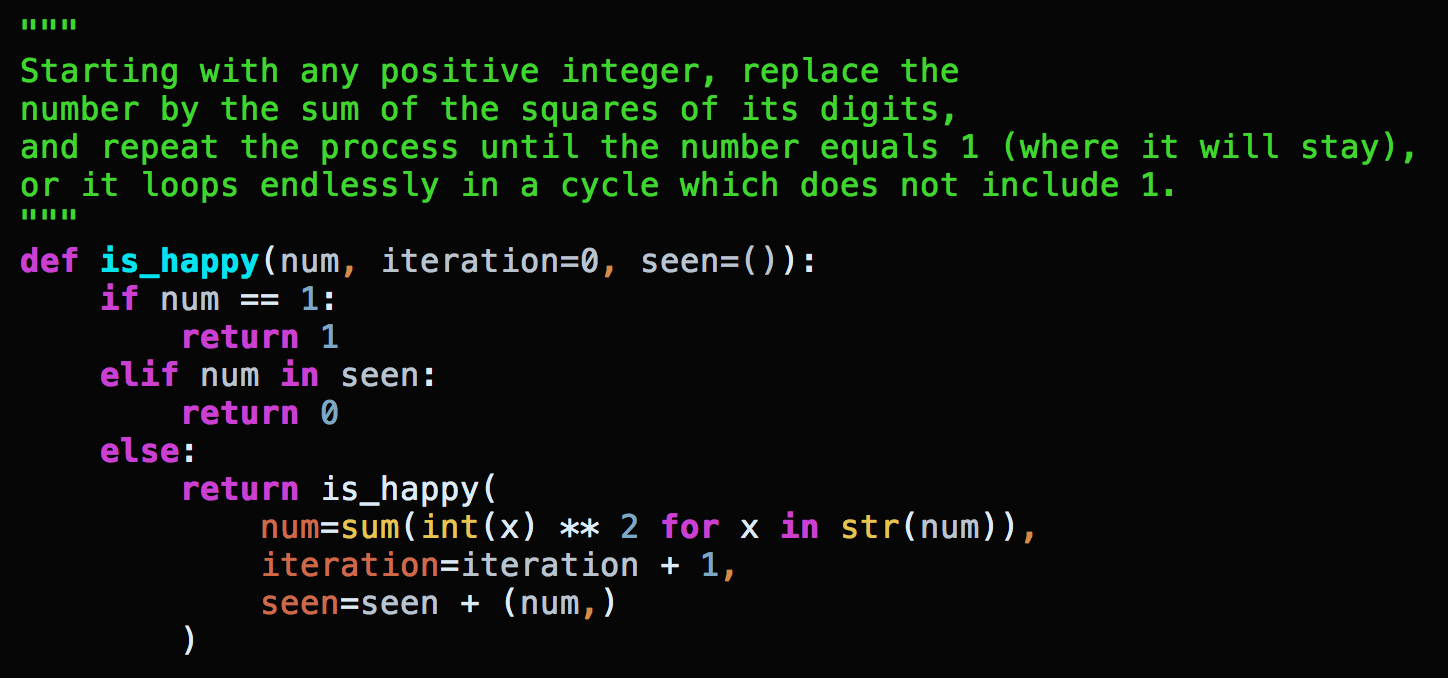 """
Starting with any positive integer, replace the
number by the sum of the squares of its digits,
and repeat the process until the number equals 1 (where it will stay),
or it loops endlessly in a cycle which does not include 1.
"""
def is_happy(num, iteration=0, seen=()):
    if num == 1:
        return 1
    elif num in seen:
        return 0
    else:
        return is_happy(
            num=sum(int(x) ** 2 for x in str(num)),
            iteration=iteration + 1,
            seen=seen + (num,)
        )